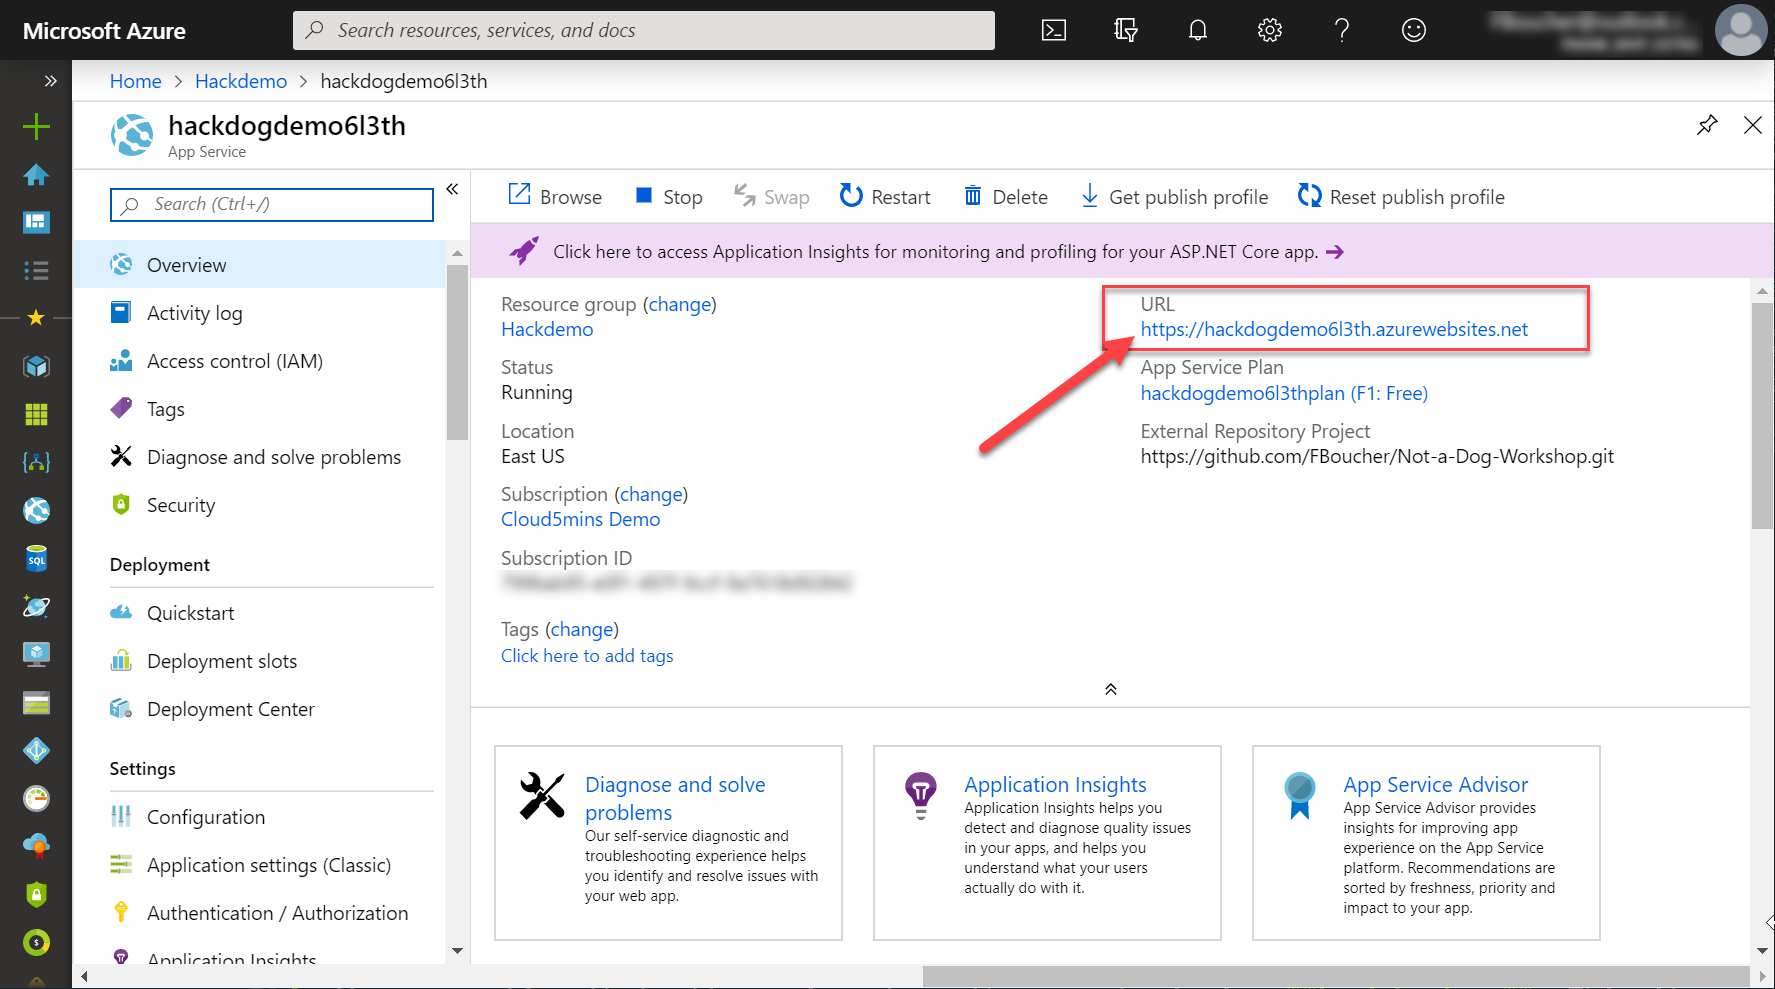 Microsoft Azure
Search resources, services, and docs
Home > Hackdemo > hackdogdemo6l3th
hackdogdemo6l3th
App Service
Search (Ctrl+/)
Overview
Activity log
Access control (IAM)
Tags
Diagnose and solve problems
Security
Deployment
Quickstart
Deployment slots
Deployment Center
Settings
Configuration
Application settings (Classic)
Authentication / Authorization
Application Insights
SQL
Browse
Stop
Swap
Restart
Delete
Get publish profile
Reset publish profile
Click here to access Application Insights for monitoring and profiling for your ASP.NET Core app.
Resource group (change)
Hackdemo
Status
Running
Location
East US
Subscription (change)
Cloud5mins Demo
Subscription ID
Tags (change)
Click here to add tags
URL
https://hackdogdemo6l3th.azurewebsites.net
App Service Plan
hackdogdemo6l3thplan (F1: Free)
External Repository Project
https://github.com/FBoucher/Not-a-Dog-Workshop.git
Diagnose and solve
problems
Our self-service diagnostic and
troubleshooting experience helps
you identify and resolve issues with
your web app.
Application Insights
Application Insights helps you
detect and diagnose quality issues
in your apps, and helps you
understand what your users
actually do with it.
App Service Advisor
App Service Advisor provides
insights for improving app
experience on the App Service
platform. Recommendations are
sorted by freshness, priority and
impact to your app.